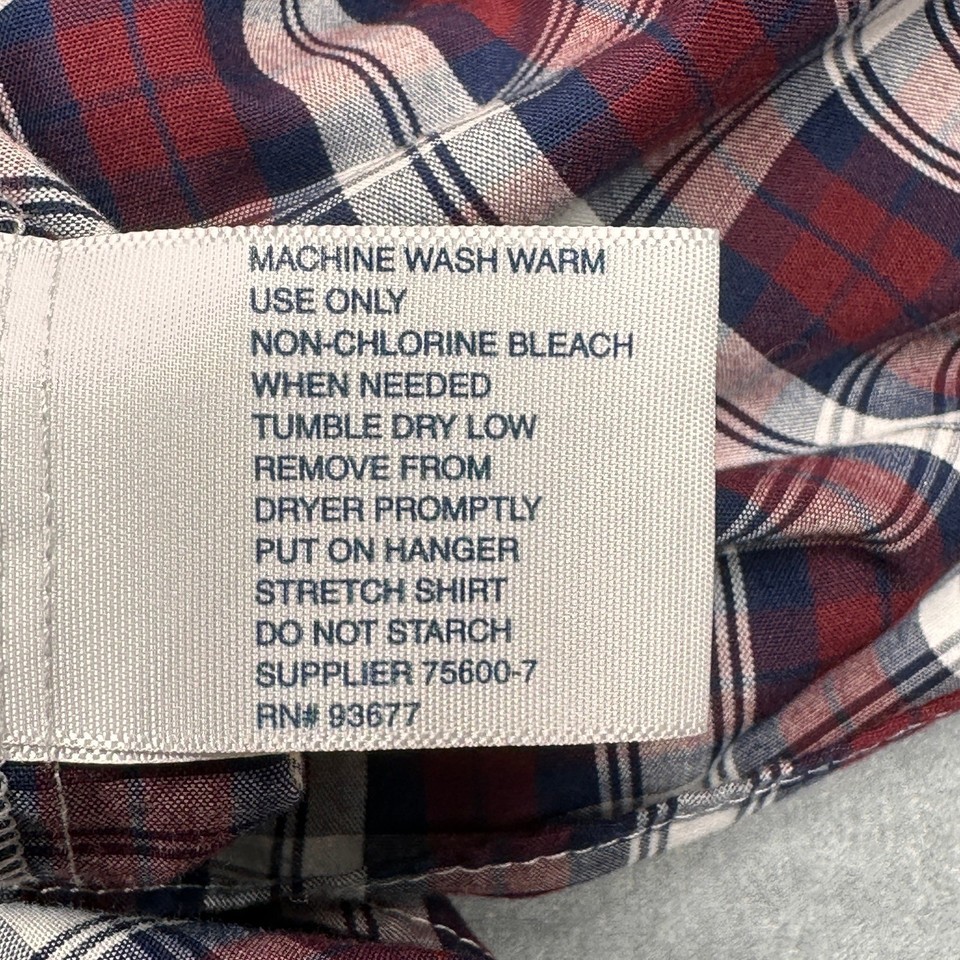 MACHINE WASH WARM
USE ONLY
NON-CHLORINE BLEACH
WHEN NEEDED
TUMBLE DRY LOW
REMOVE FROM
DRYER PROMPTLY
PUT ON HANGER
STRETCH SHIRT
DO NOT STARCH
SUPPLIER 75600-7
RN# 93677